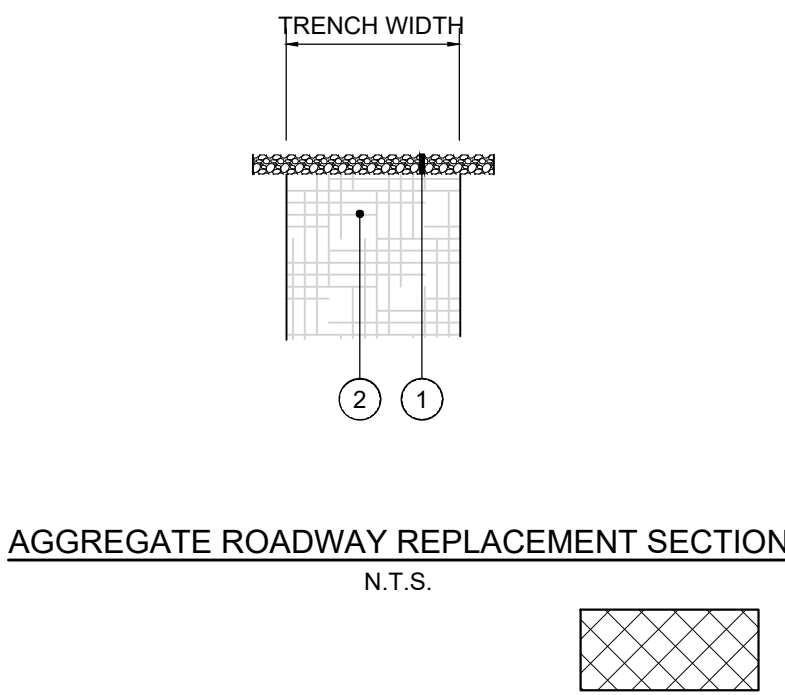 TRENCH WIDTH
2 1
AGGREGATE ROADWAY REPLACEMENT SECTION
N.T.S.